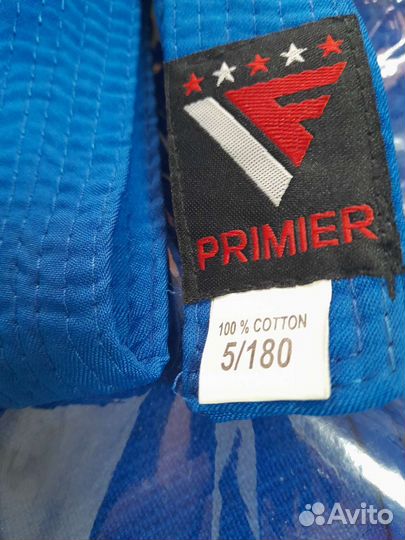 PRIMIER
100 % COTTON
5/180
Avito